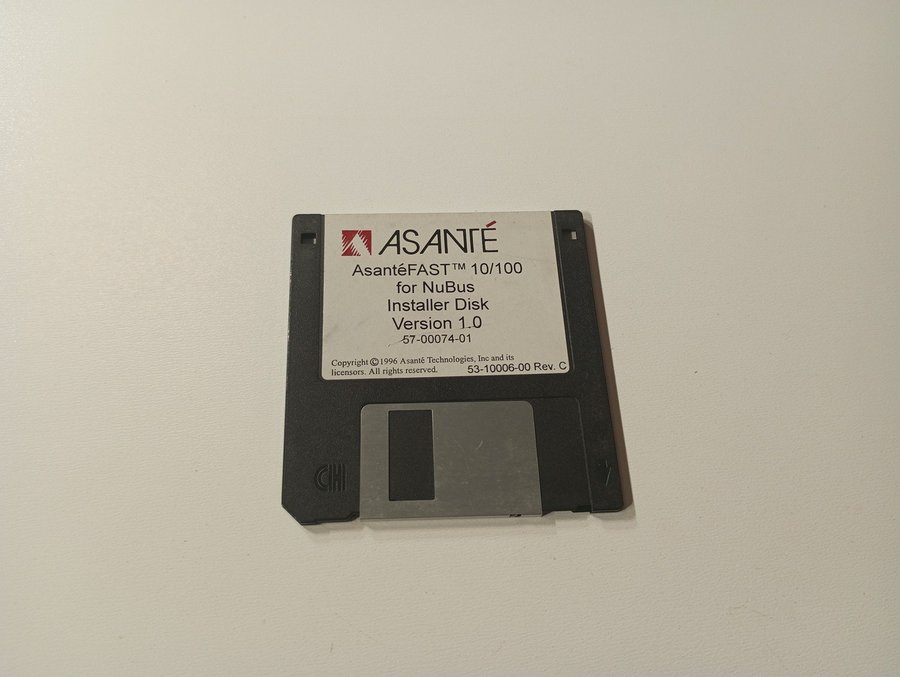 ASANTÉ
AsantéFAST™ 10/100
for NuBus
Installer Disk
Version 1.0
57-00074-01
Copyright ©1996 Asanté Technologies, Inc and its
licensors. All rights reserved.
53-10006-00 Rev. C